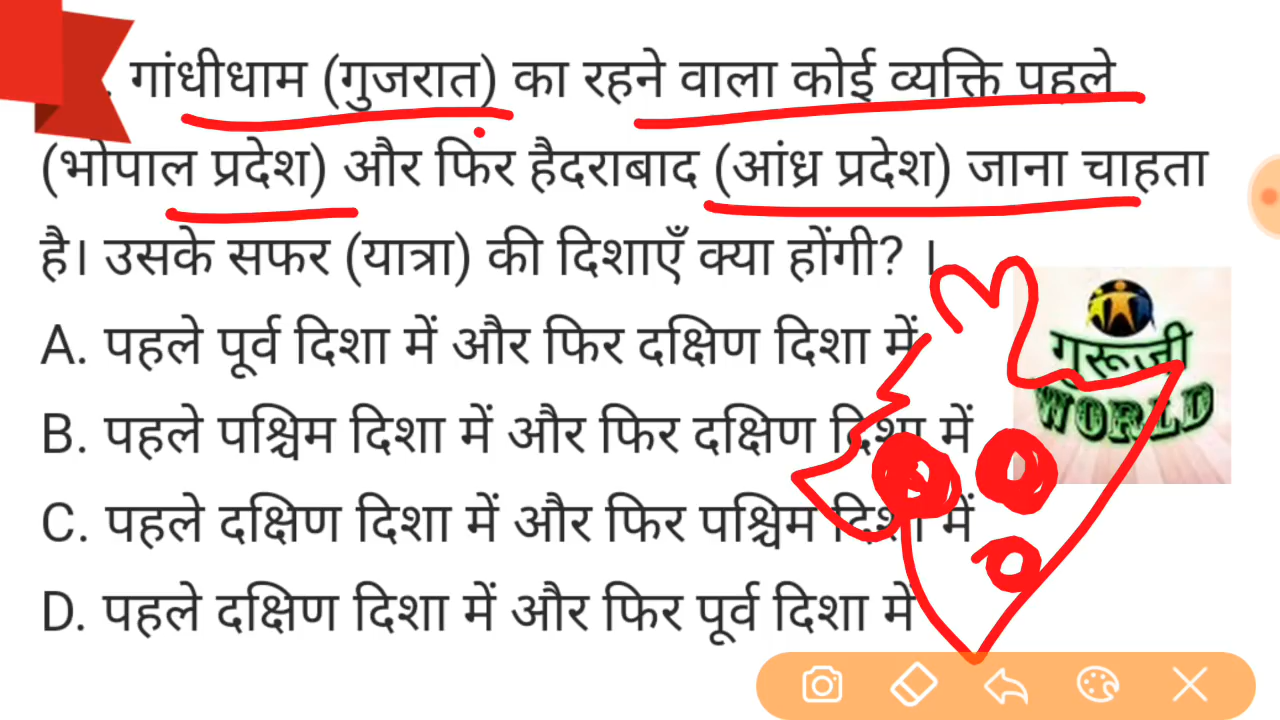 . गांधीधाम (गुजरात) का रहने वाला कोई व्यक्ति पहले
(भोपाल प्रदेश) और फिर हैदराबाद (आंध्र प्रदेश) जाना चाहता
है। उसके सफर (यात्रा) की दिशाएँ क्या होंगी? ।
A. पहले पूर्व दिशा में और फिर दक्षिण दिशा में
B. पहले पश्चिम दिशा में और फिर दक्षिण दिशा में
C. पहले दक्षिण दिशा में और फिर पश्चिम दिशा में
D. पहले दक्षिण दिशा में और फिर पूर्व दिशा में
गुरूजी
WORLD